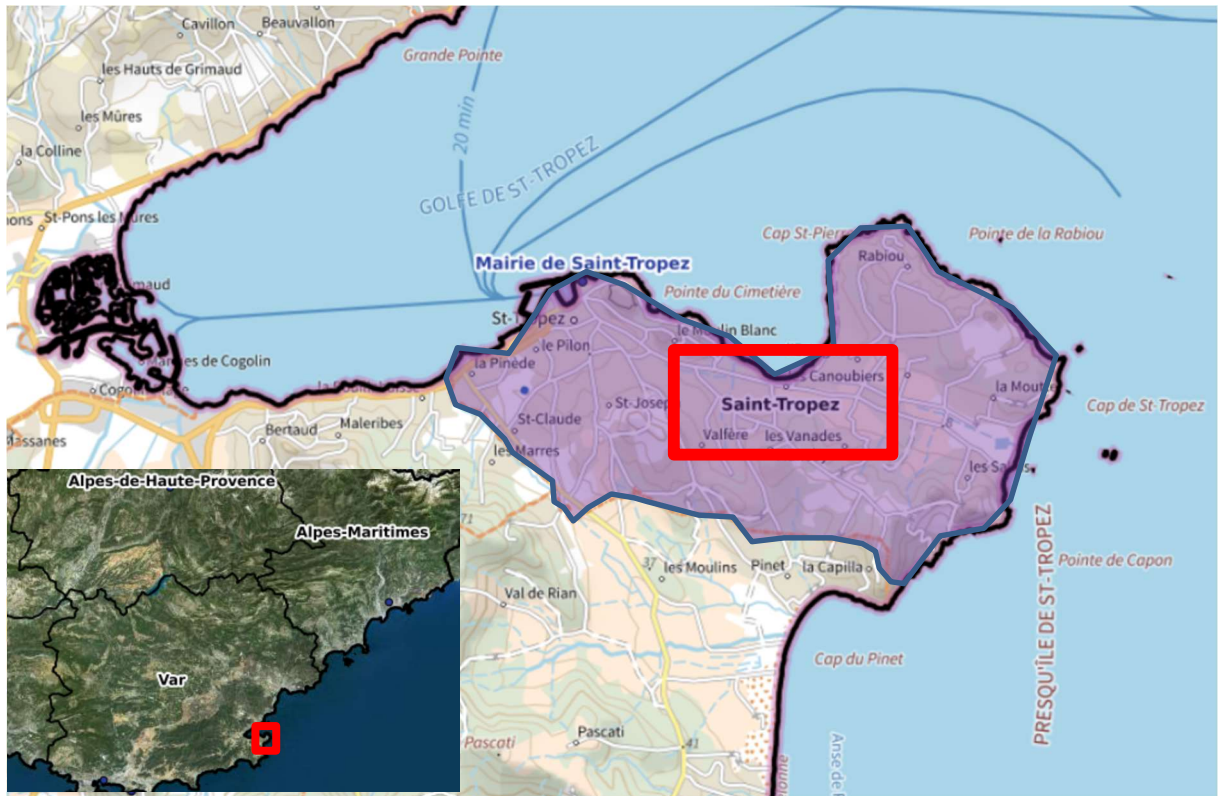 Cavillon
Beauvallon
Grande Pointe
les Hauts de Grimaud
les Mûres
la Colline
20 min
GOLFE DE ST-TROPEZ
St-Pons les Mûres
Cap St-Pierre
Pointe de la Rabiou
Rabiou
Mairie de Saint-Tropez
Pointe du Cimetière
St-Tropez
le Moulin Blanc
le Pilon
la Pinède
Canoubiers
la Moutte
Cap de St-Tropez
Saint-Tropez
St-Joseph
St-Claude
Valfère
les Vanades
Bertaud
Maleribes
les Marres
Massanes
Marines de Cogolin
71
37
les Moulins
Pinet
la Capilla
Pointe de Capon
PRESQU'ÎLE DE ST-TROPEZ
Val de Rian
Cap du Pinet
Pascati
Pascati
41
Alpes-de-Haute-Provence
Alpes-Maritimes
Var